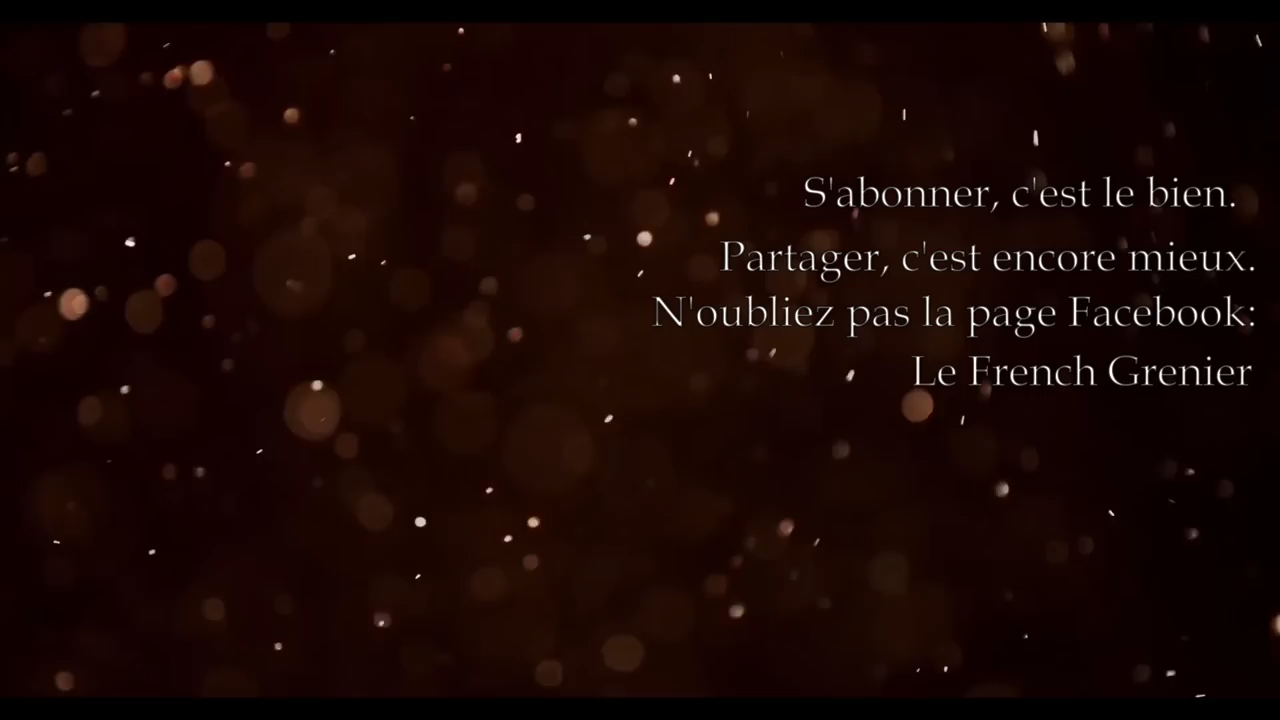 S'abonner, c'est le bien.
Partager, c'est encore mieux.
N'oubliez pas la page Facebook:
Le French Grenier